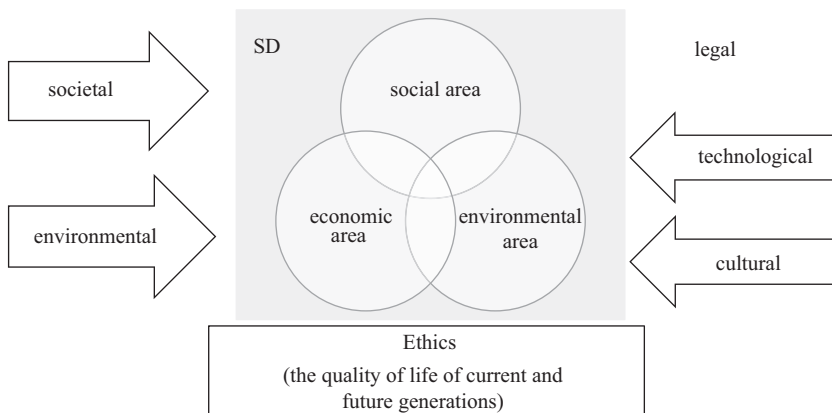 SD
legal
societal
social area
technological
economic
area
environmental
area
environmental
cultural
Ethics
(the quality of life of current and
future generations)